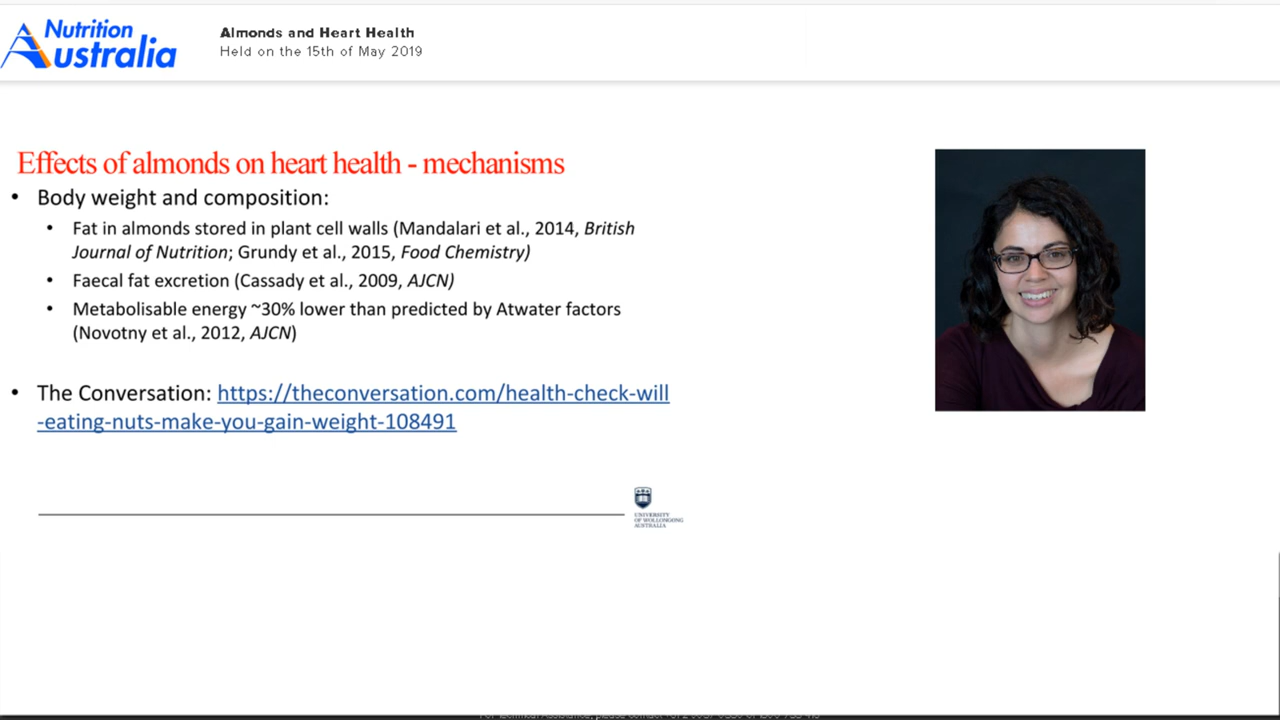 Nutrition
Australia
Almonds and Heart Health
Held on the 15th of May 2019
Effects of almonds on heart health - mechanisms
• Body weight and composition:
• Fat in almonds stored in plant cell walls (Mandalari et al., 2014, British
Journal of Nutrition; Grundy et al., 2015, Food Chemistry)
• Faecal fat excretion (Cassady et al., 2009, AJCN)
• Metabolisable energy ~30% lower than predicted by Atwater factors
(Novotny et al., 2012, AJCN)
• The Conversation: https://theconversation.com/health-check-will
-eating-nuts-make-you-gain-weight-108491
UNIVERSITY
OF WOLLONGONG
AUSTRALIA